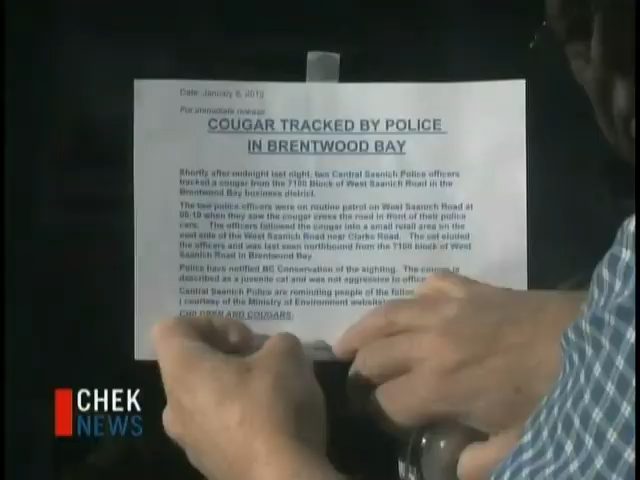 Date: January 6, 2013
For immediate release
COUGAR TRACKED BY POLICE
IN BRENTWOOD BAY
Shortly after midnight last night, two Central Saanich Police officers
tracked a cougar from the 7100 Block of West Saanich Road in the
Brentwood Bay business district.
The two police officers were on routine patrol on West Saanich Road at
00:10 when they saw the cougar cross the road in front of their police
cars. The officers followed the cougar into a small retail area on the
east side of the West Saanich Road near Clarke Road. The cat eluded
the officers and was last seen northbound from the 7100 block of West
Saanich Road in Brentwood Bay
Police have notified BC Conservation of the sighting. The cougar is
described as a juvenile cat and was not aggressive to
Central Saanich Police are reminding people of the
( courtesy of the Ministry of Environment website
CHILDREN AND COUGARS
CHEK
NEWS